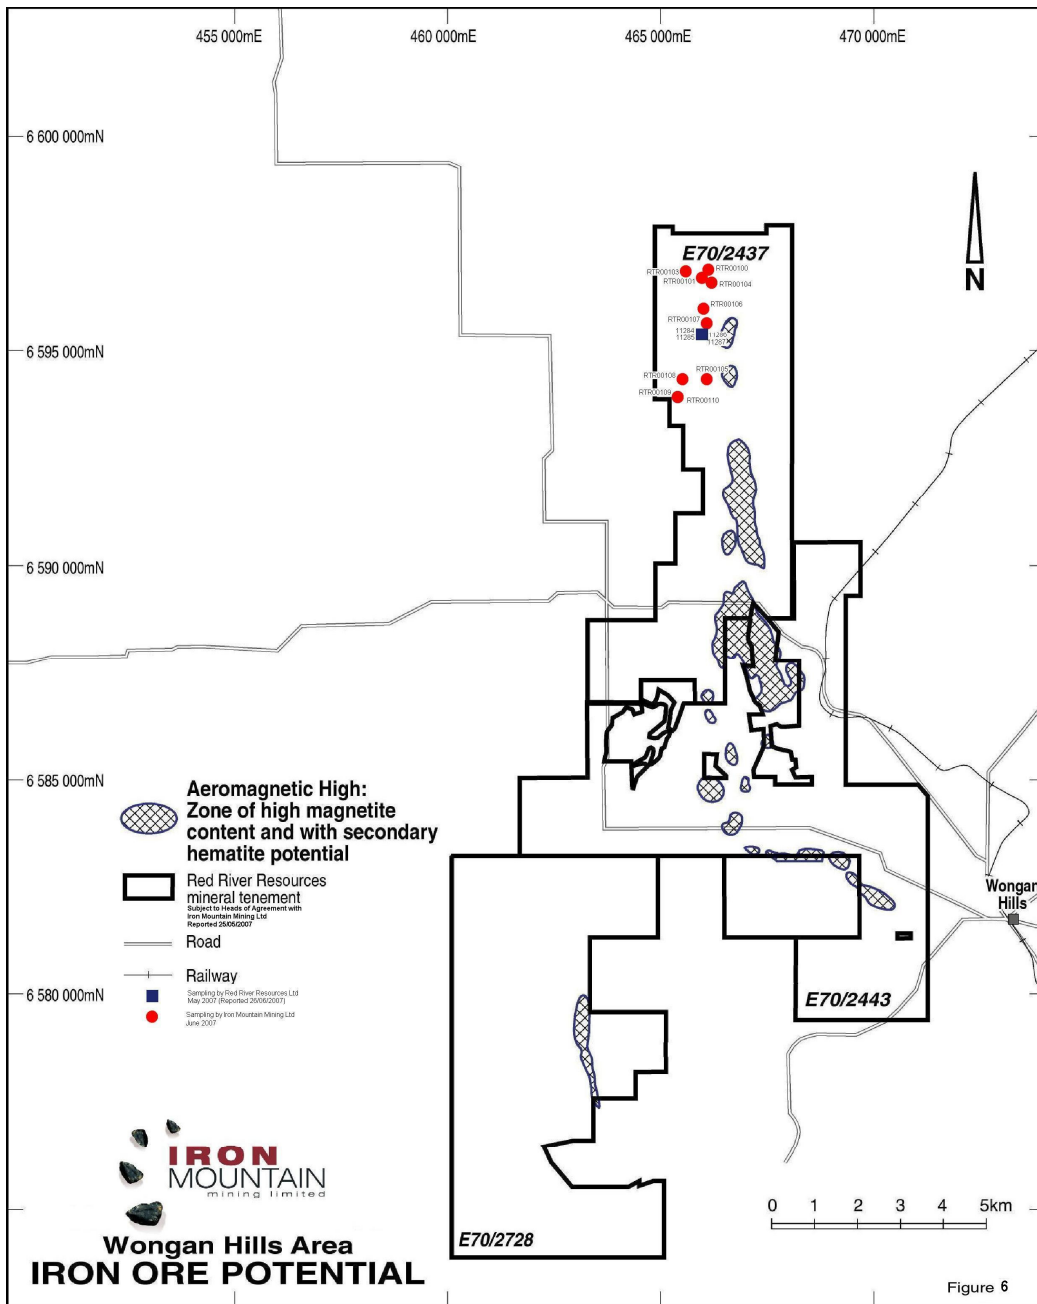 455 000mE
460 000mE
465 000mE
470 000mE
6 600 000mN
E70/2437
RTR00103
RTR00100
RTR00101
RTR00104
N
RTR00106
RTR00107
11284
11285
11286
11287
6 595 000mN
RTR00108
RTR00105
RTR00109
RTR00110
6 590 000mN
6 585 000mN
Aeromagnetic High:
Zone of high magnetite
content and with secondary
hematite potential
Red River Resources
mineral tenement
Subject to Heads of Agreement with
Iron Mountain Mining Ltd
Reported 25/05/2007
Road
Railway
Wongan
Hills
6 580 000mN
E70/2443
Sampling by Red River Resources Ltd
May 2007 (Reported 26/06/2007)
Sampling by Iron Mountain Mining Ltd
June 2007
IRON
MOUNTAIN
mining limited
0 1 2 3 4 5km
E70/2728
Wongan Hills Area
IRON ORE POTENTIAL
Figure 6